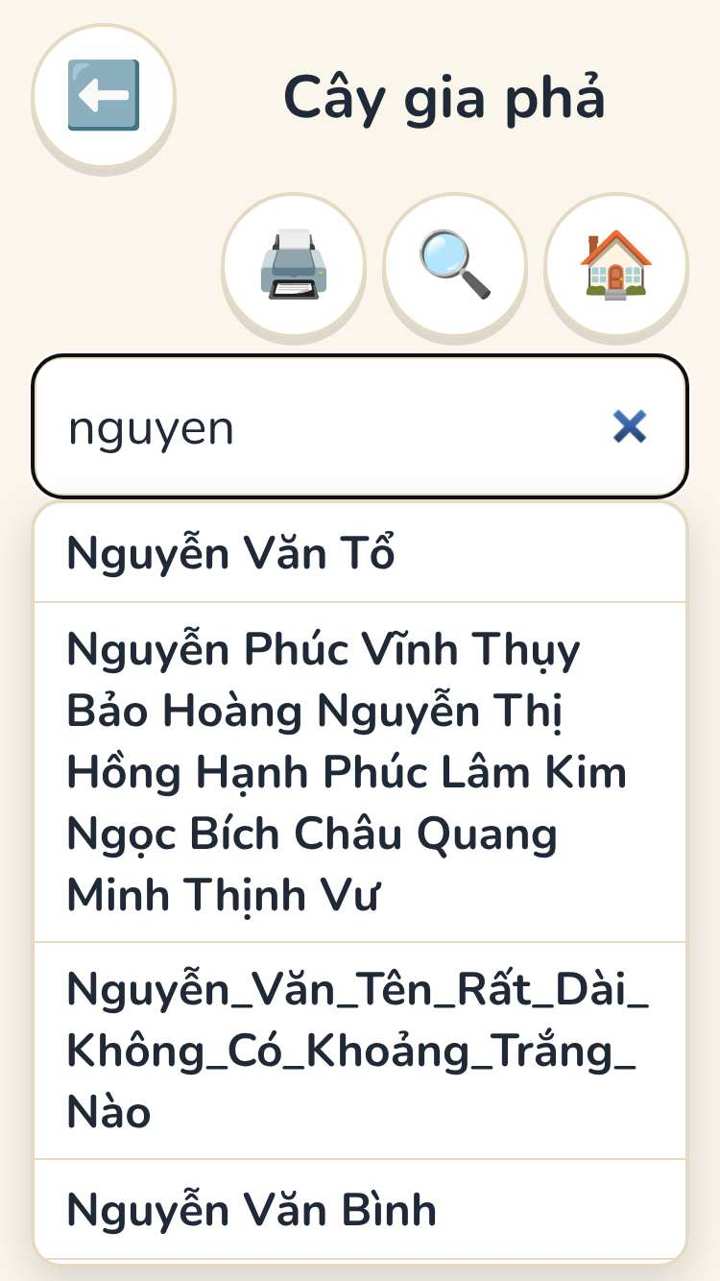 Cây gia phả
nguyen
Nguyễn Văn Tổ
Nguyễn Phúc Vĩnh Thụy
Bảo Hoàng Nguyễn Thị
Hồng Hạnh Phúc Lâm Kim
Ngọc Bích Châu Quang
Minh Thịnh Vư
Nguyễn_Văn_Tên_Rất_Dài_
Không_Có_Khoảng_Trắng_
Nào
Nguyễn Văn Bình